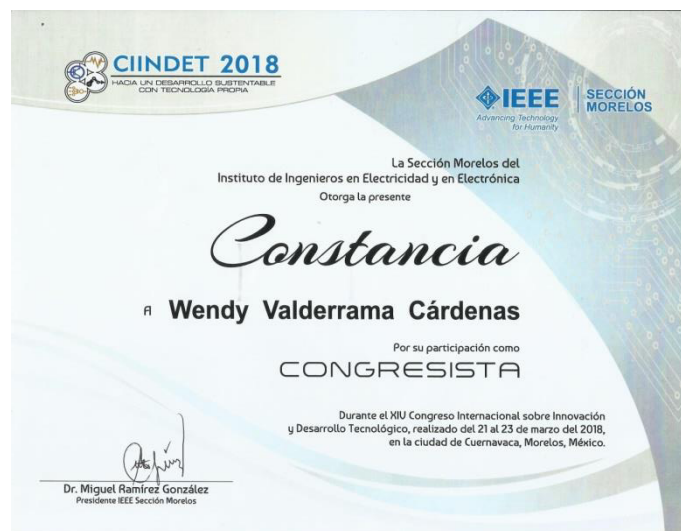 CIINDET 2018
HACIA UN DESARROLLO SUSTENTABLE
CON TECNOLOGÍA PROPIA
IEEE
Advancing Technology
for Humanity
SECCIÓN
MORELOS
La Sección Morelos del
Instituto de Ingenieros en Electricidad y en Electrónica
Otorga la presente
Constancia
A Wendy Valderrama Cárdenas
Por su participación como
CONGRESISTA
Durante el XIV Congreso Internacional sobre Innovación
y Desarrollo Tecnológico, realizado del 21 al 23 de marzo del 2018,
en la ciudad de Cuernavaca, Morelos, México.
Dr. Miguel Ramírez González
Presidente IEEE Sección Morelos